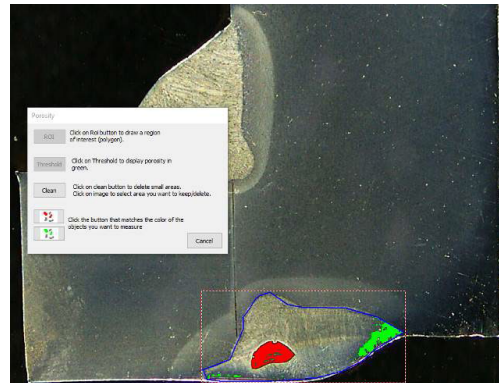 Porosity
ROI
Click on Roi button to draw a region
of interest (polygon).
Threshold
Click on Threshold to display porosity in
green.
Clean
Click on clean button to delete small areas.
Click on image to select area you want to keep/delete.
Click the button that matches the color of the
objects you want to measure
Cancel